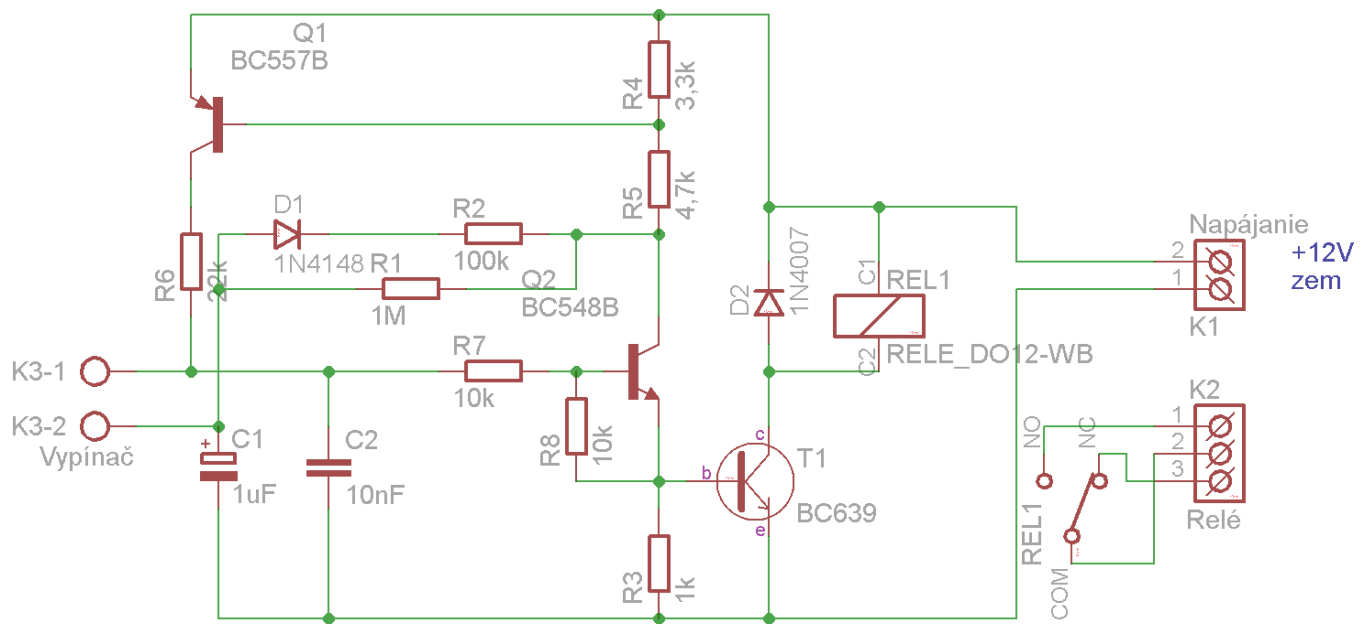 Q1
BC557B
R4
3,3k
R5
4,7k
D1
1N4148
R2
100k
R6
22k
R1
1M
Q2
BC548B
D2
1N4007
C1
C2
REL1
RELE_DO12-WB
Napájanie
2
1
+12V
zem
K1
K3-1
K3-2
Vypínač
R7
10k
R8
10k
+
C1
1uF
C2
10nF
c
b
e
T1
BC639
R3
1k
K2
1
2
3
Relé
NO
NC
REL1
COM